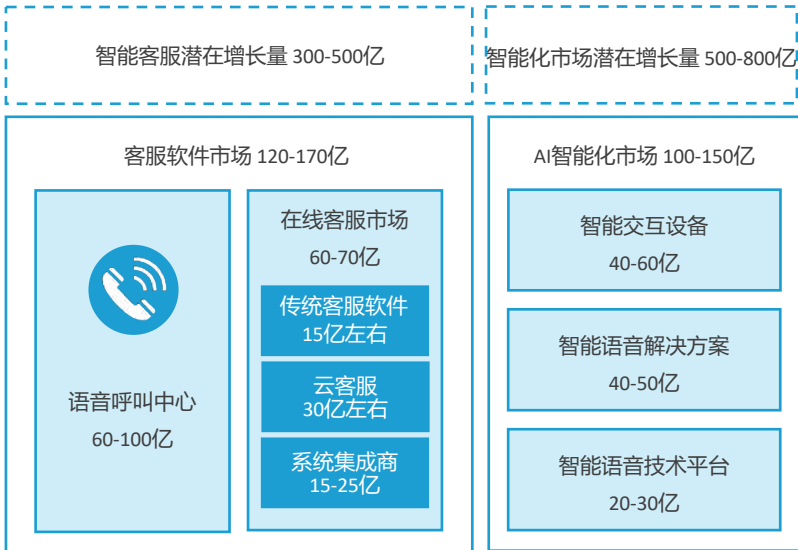 智能客服潜在增长量 300-500亿
智能化市场潜在增长量 500-800亿
客服软件市场 120-170亿
语音呼叫中心
60-100亿
在线客服市场
60-70亿
传统客服软件
15亿左右
云客服
30亿左右
系统集成商
15-25亿
AI智能化市场 100-150亿
智能交互设备
40-60亿
智能语音解决方案
40-50亿
智能语音技术平台
20-30亿